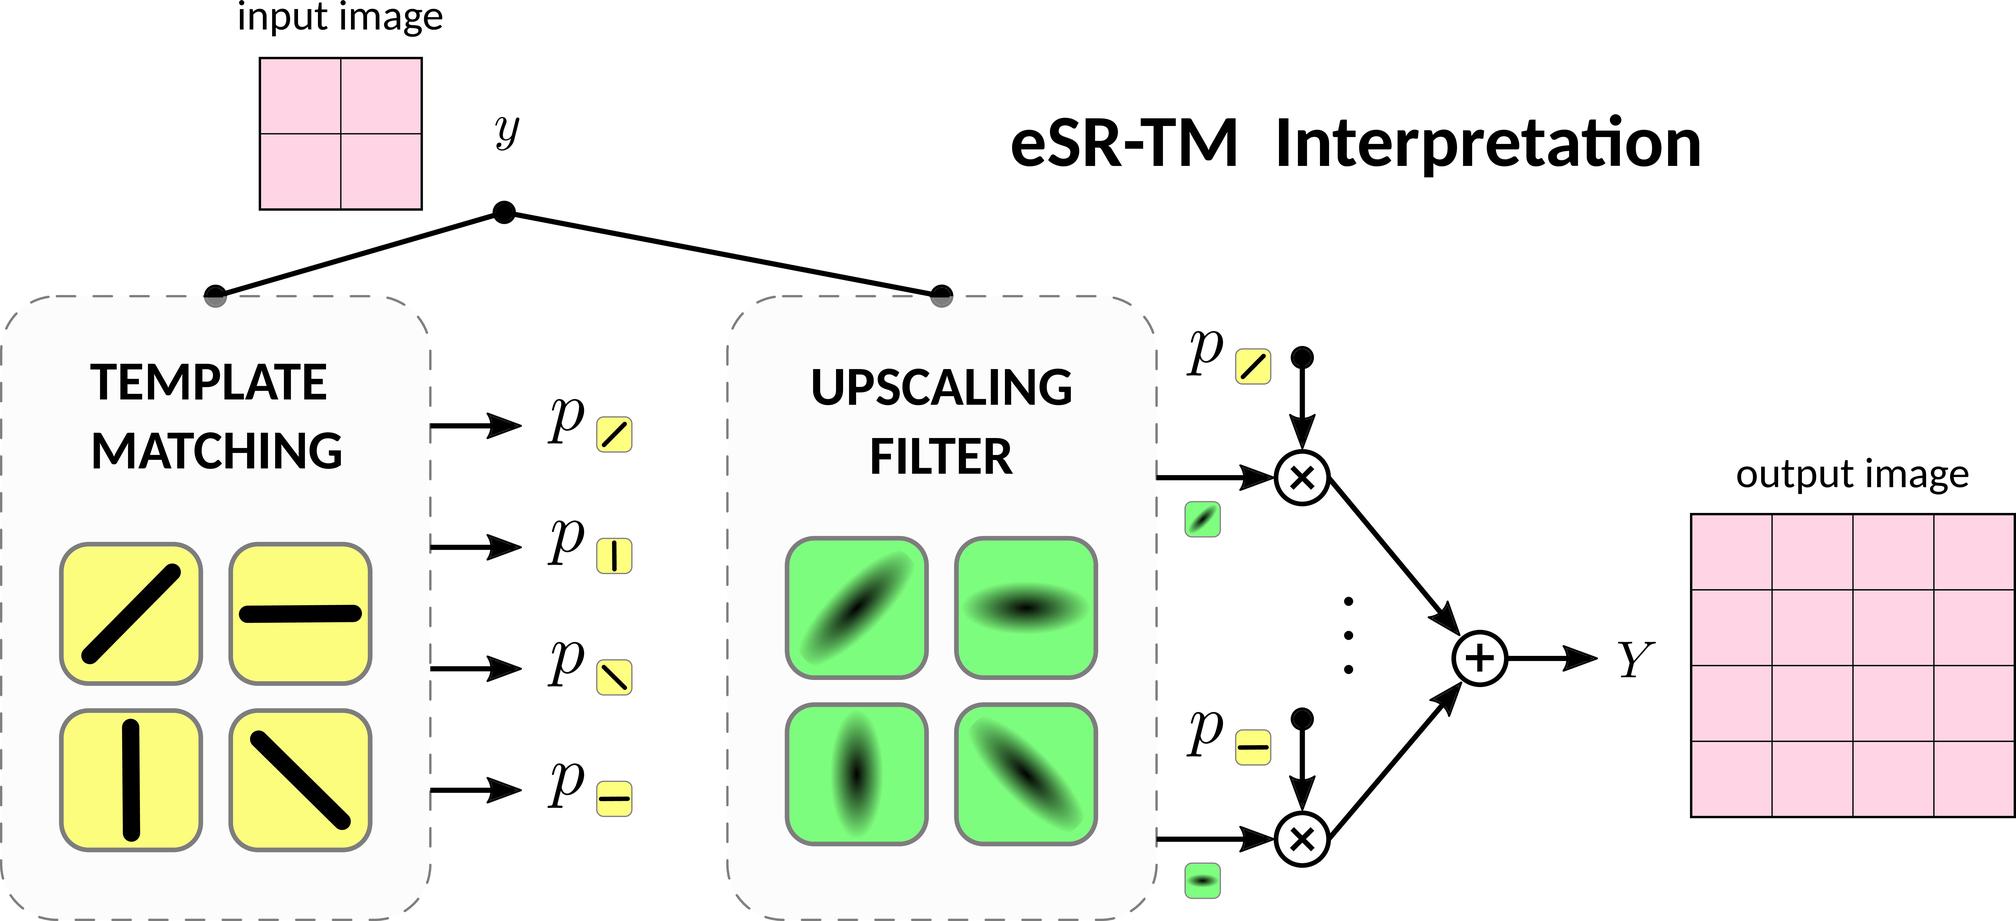 input image
y
eSR-TM Interpretation
TEMPLATE
MATCHING
p
p
p
p
UPSCALING
FILTER
p
×
p
×
+
Y
output image